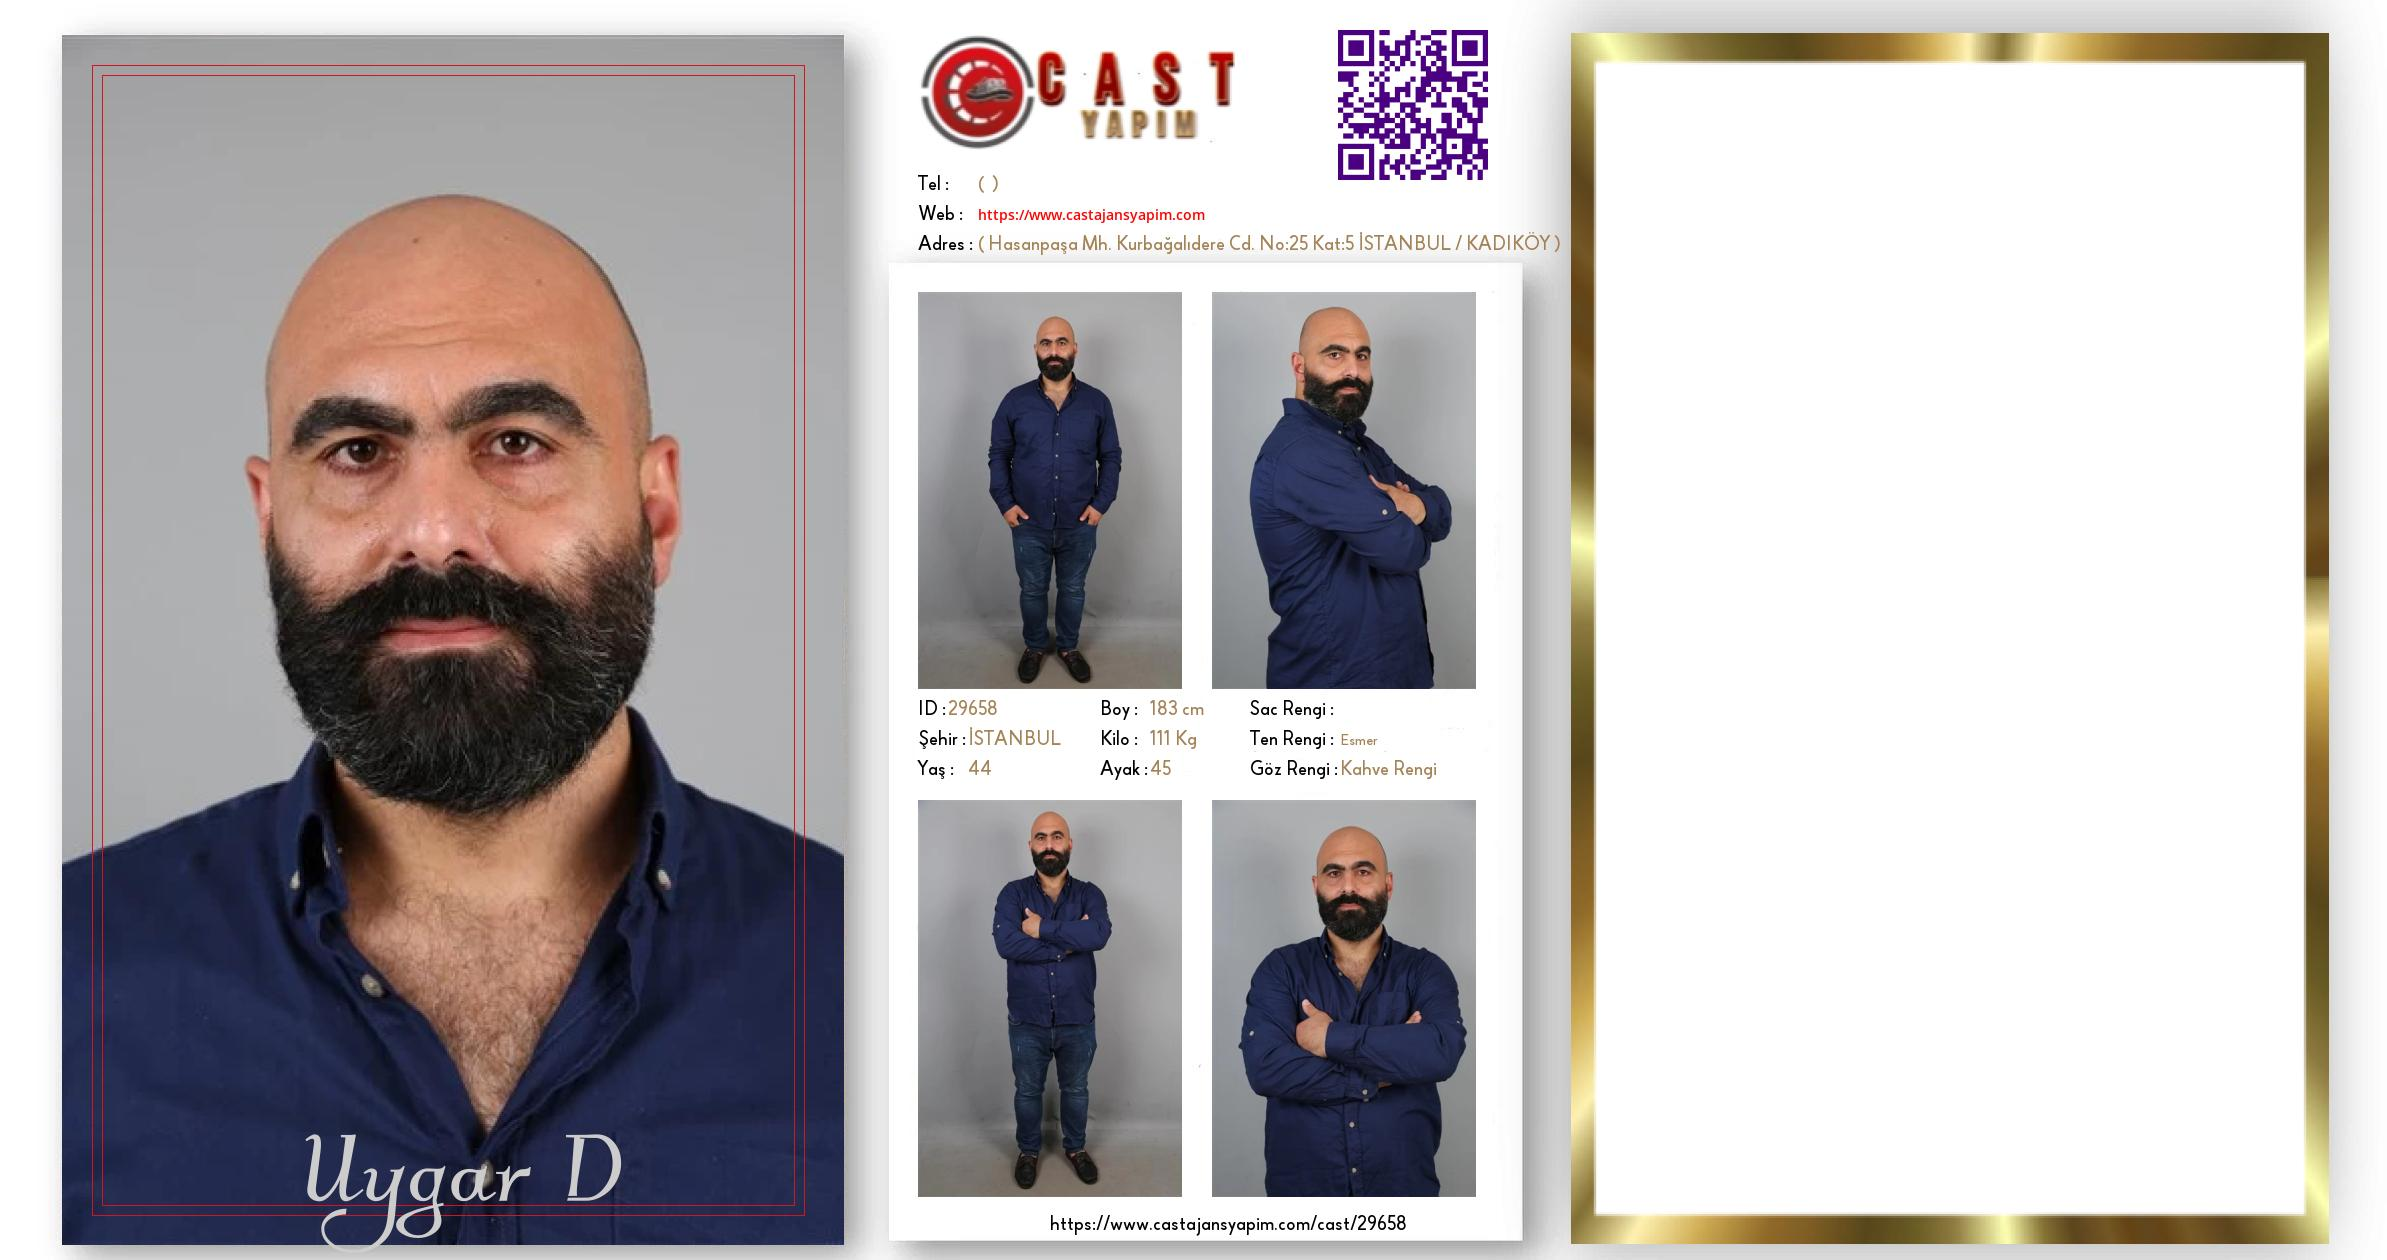 Uygar D
CAST
YAPIM
Tel : ( )
Web : https://www.castajansyapim.com
Adres : ( Hasanpaşa Mh. Kurbağalıdere Cd. No:25 Kat:5 İSTANBUL / KADIKÖY )
ID : 29658 Boy : 183 cm Sac Rengi :
Şehir : İSTANBUL Kilo : 111 Kg Ten Rengi : Esmer
Yaş : 44 Ayak : 45 Göz Rengi : Kahve Rengi
https://www.castajansyapim.com/cast/29658